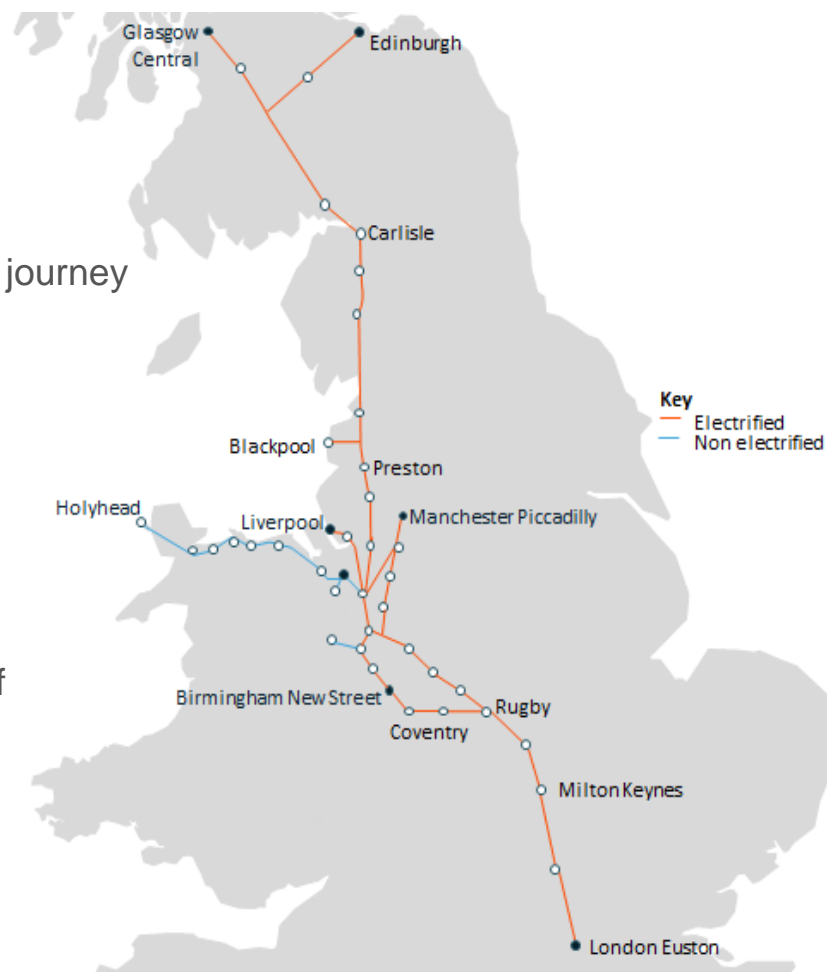 Glasgow
Central
Edinburgh
Carlisle
journey
Key
Electrified
Non electrified
Blackpool
Preston
Holyhead
Liverpool
Manchester Piccadilly
f
Birmingham New Street
Rugby
Coventry
Milton Keynes
London Euston